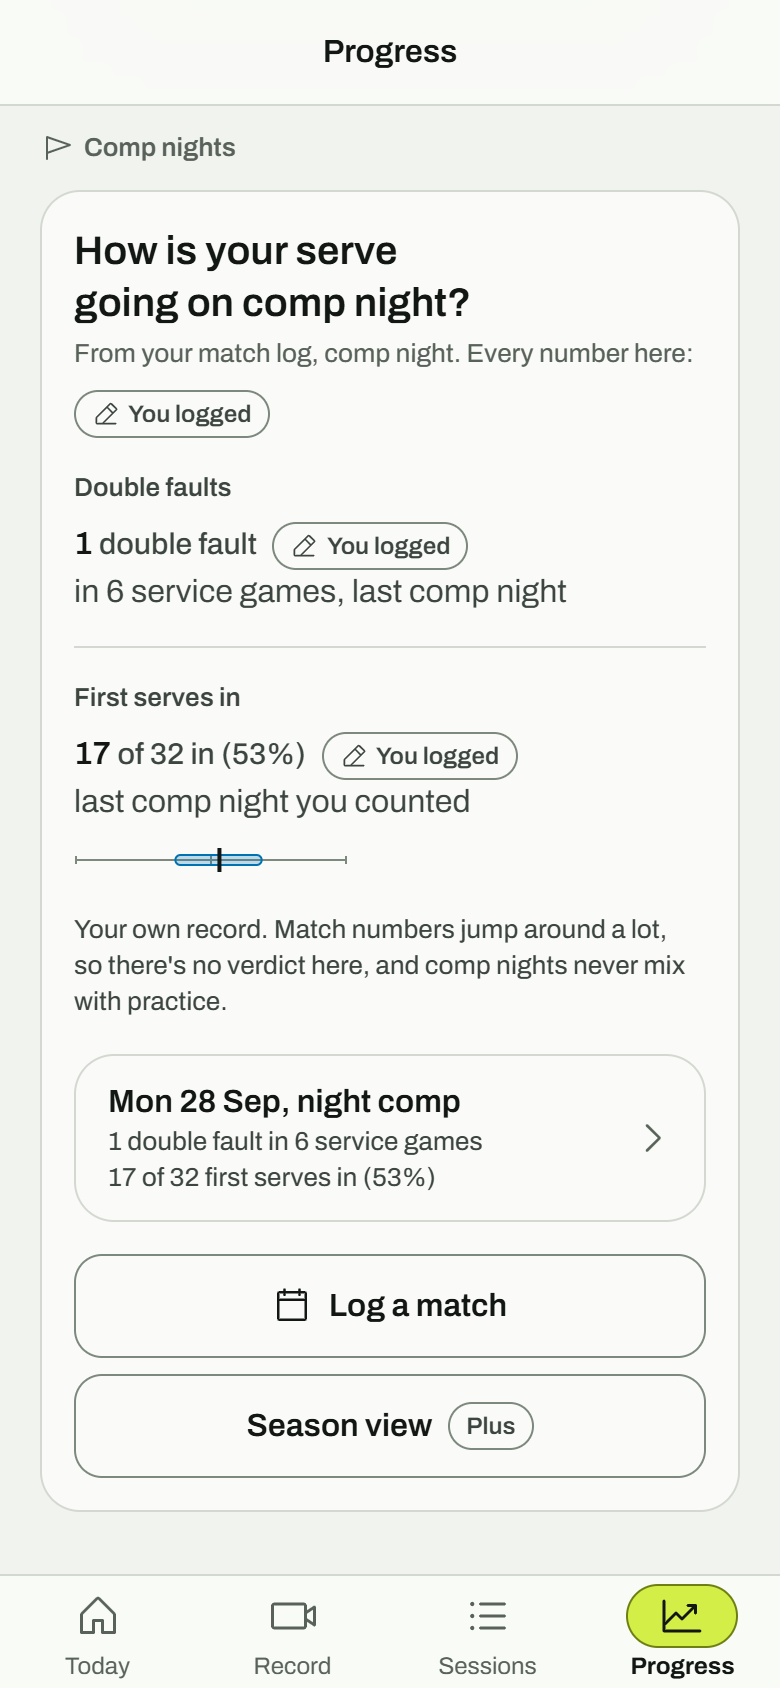 Progress
Comp nights
How is your serve
going on comp night?
From your match log, comp night. Every number here:
You logged
Double faults
1 double fault You logged
in 6 service games, last comp night
First serves in
17 of 32 in (53%) You logged
last comp night you counted
Your own record. Match numbers jump around a lot,
so there's no verdict here, and comp nights never mix
with practice.
Mon 28 Sep, night comp
1 double fault in 6 service games
17 of 32 first serves in (53%)
Log a match
Season view Plus
Today Record Sessions Progress